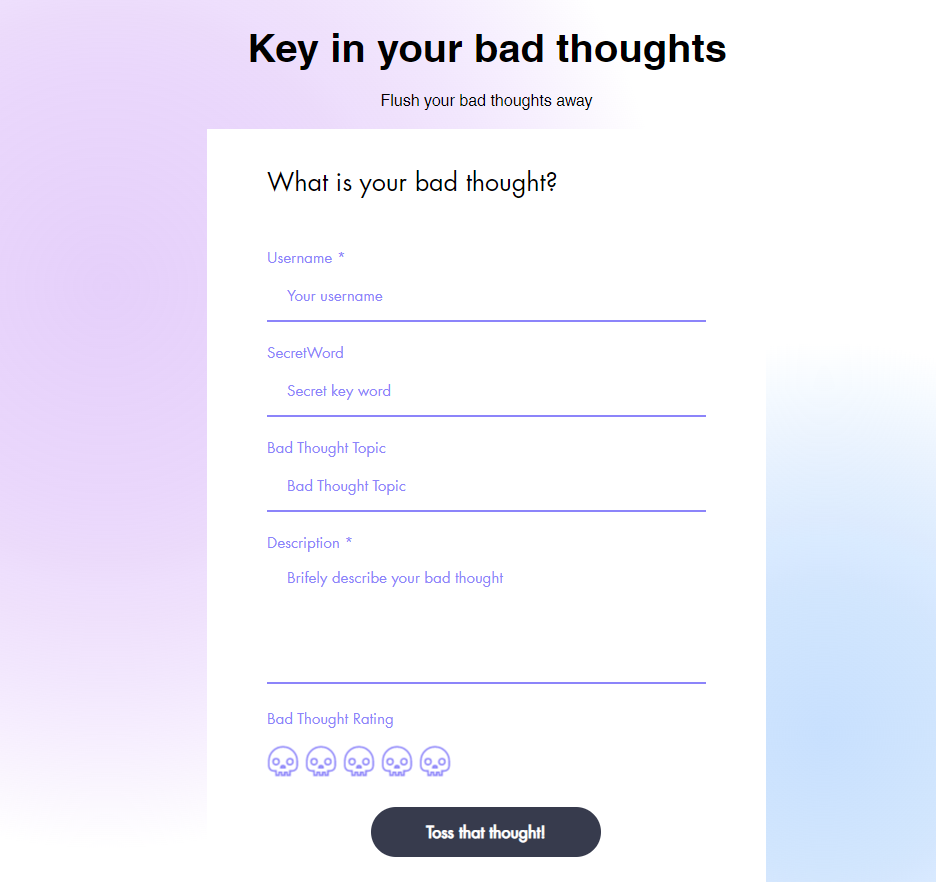 Key in your bad thoughts
Flush your bad thoughts away
What is your bad thought?
Username *
Your username
SecretWord
Secret key word
Bad Thought Topic
Bad Thought Topic
Description *
Brifely describe your bad thought
Bad Thought Rating
Toss that thought!